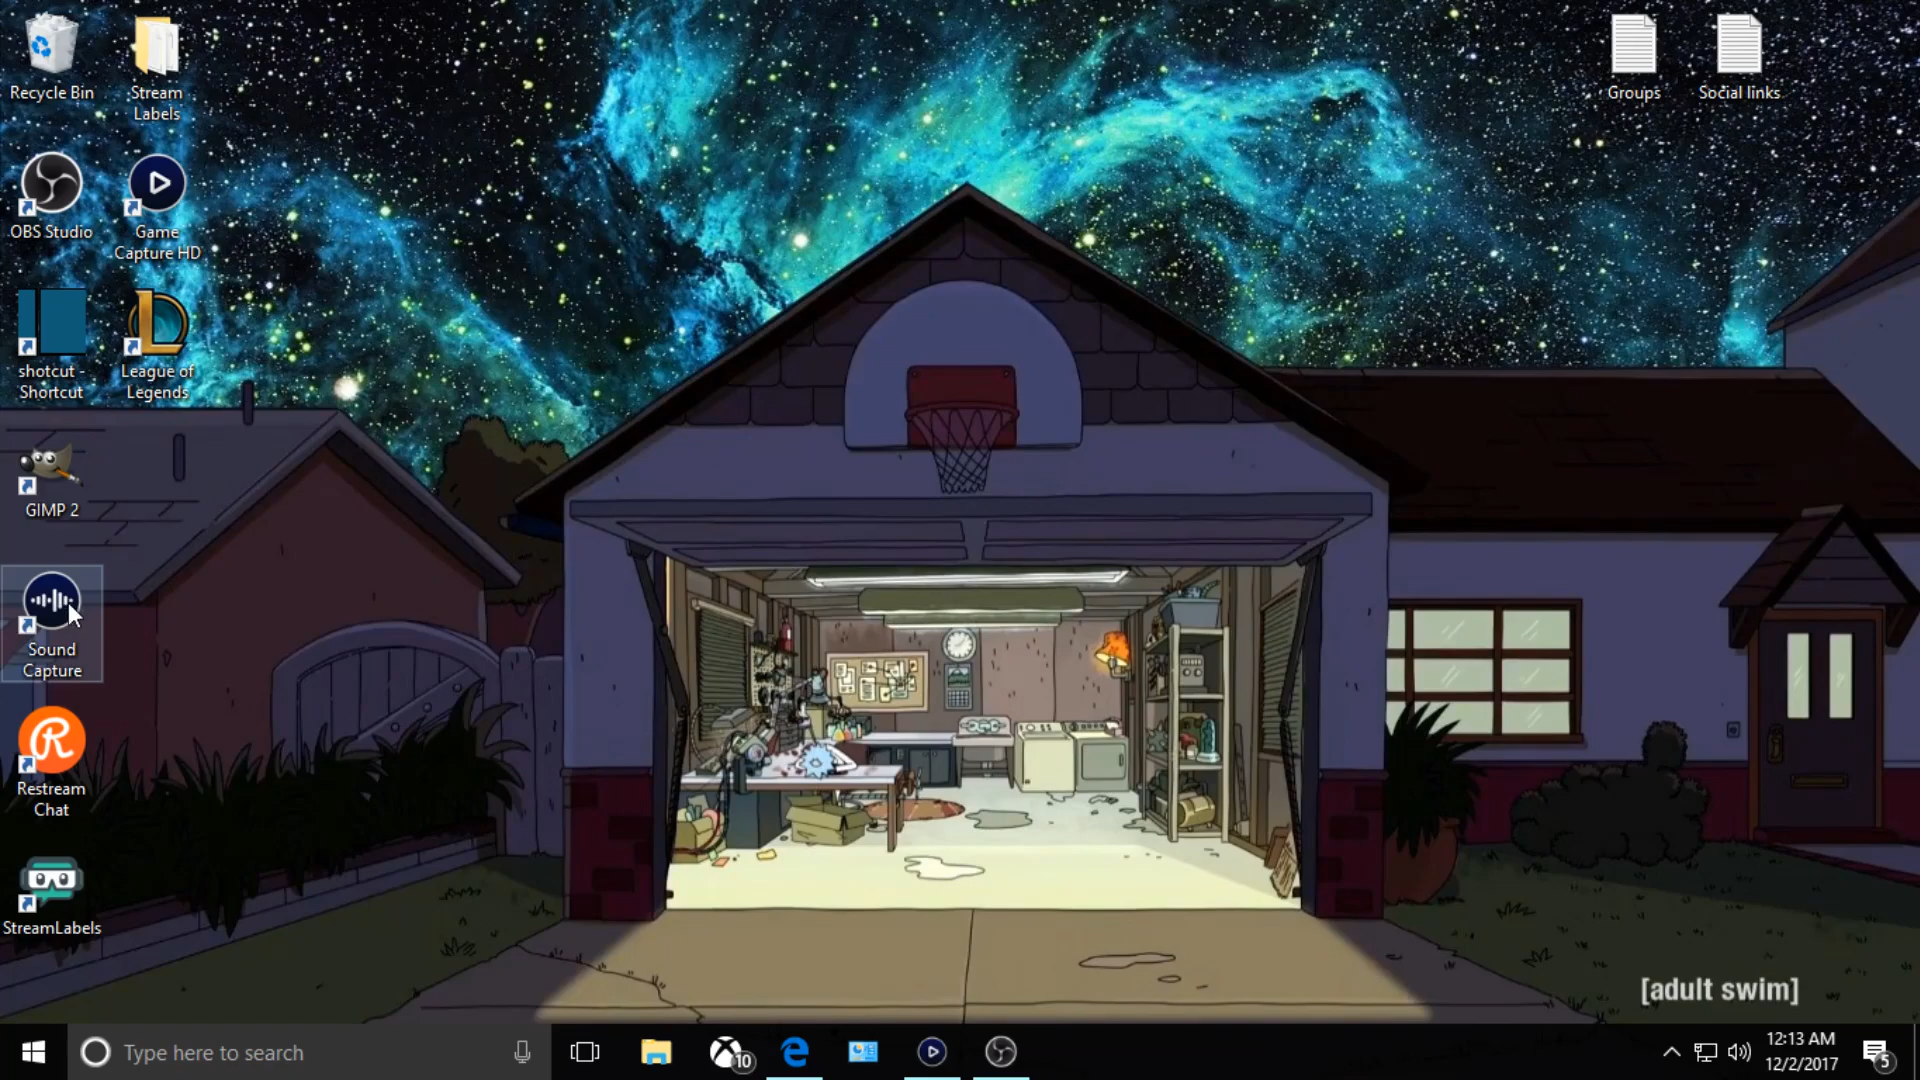 Recycle Bin
Stream
Labels
Groups
Social links
OBS Studio
Game
Capture HD
shotcut -
Shortcut
League of
Legends
GIMP 2
Sound
Capture
Restream
Chat
StreamLabels
[adult swim]
Type here to search
10
12:13 AM
12/2/2017
5